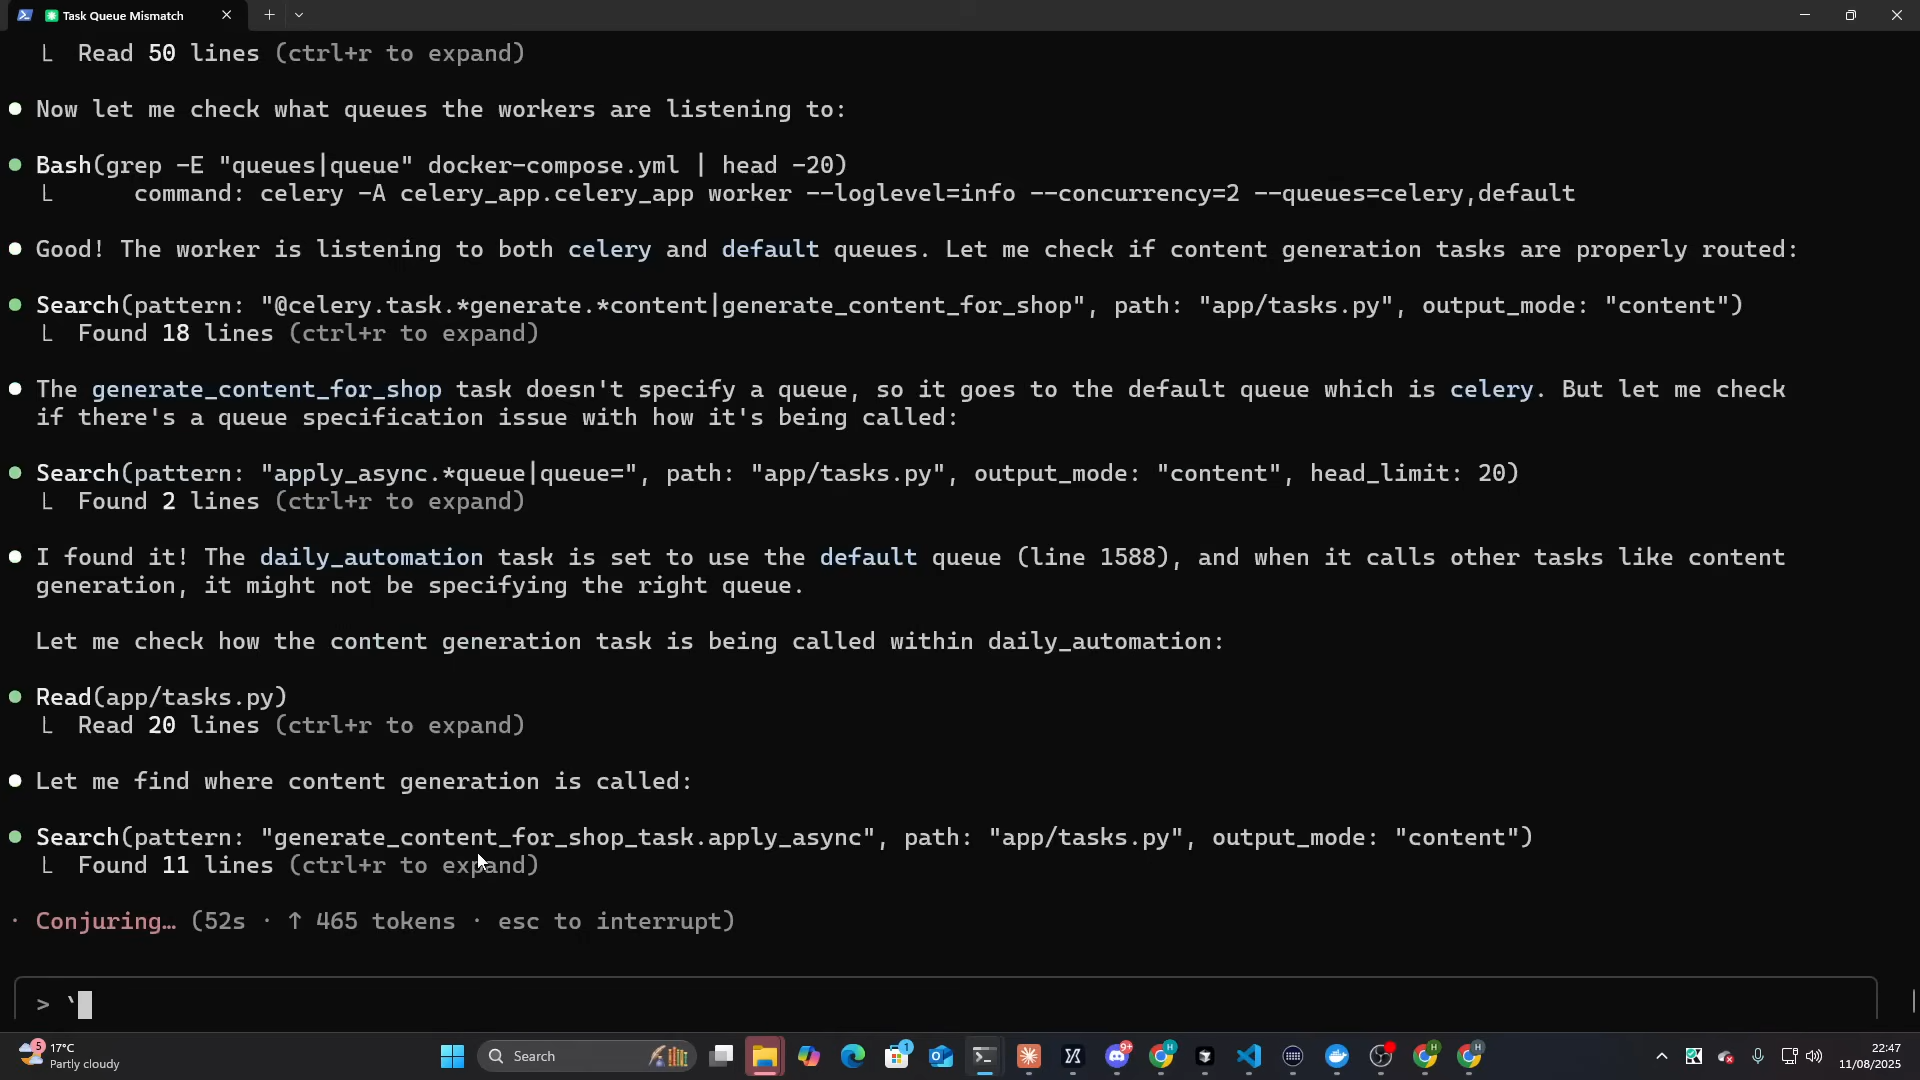 Task Queue Mismatch
└ Read 50 lines (ctrl+r to expand)
● Now let me check what queues the workers are listening to:
● Bash(grep -E "queues|queue" docker-compose.yml | head -20)
└ command: celery -A celery_app.celery_app worker --loglevel=info --concurrency=2 --queues=celery,default
● Good! The worker is listening to both celery and default queues. Let me check if content generation tasks are properly routed:
● Search(pattern: "@celery.task.*generate.*content|generate_content_for_shop", path: "app/tasks.py", output_mode: "content")
└ Found 18 lines (ctrl+r to expand)
● The generate_content_for_shop task doesn't specify a queue, so it goes to the default queue which is celery. But let me check
if there's a queue specification issue with how it's being called:
● Search(pattern: "apply_async.*queue|queue=", path: "app/tasks.py", output_mode: "content", head_limit: 20)
└ Found 2 lines (ctrl+r to expand)
● I found it! The daily_automation task is set to use the default queue (line 1588), and when it calls other tasks like content
generation, it might not be specifying the right queue.
Let me check how the content generation task is being called within daily_automation:
● Read(app/tasks.py)
└ Read 20 lines (ctrl+r to expand)
● Let me find where content generation is called:
● Search(pattern: "generate_content_for_shop_task.apply_async", path: "app/tasks.py", output_mode: "content")
└ Found 11 lines (ctrl+r to expand)
· Conjuring… (52s · ↑ 465 tokens · esc to interrupt)
> `
5
17°C
Partly cloudy
Search
1
9+
H
H
H
22:47
11/08/2025